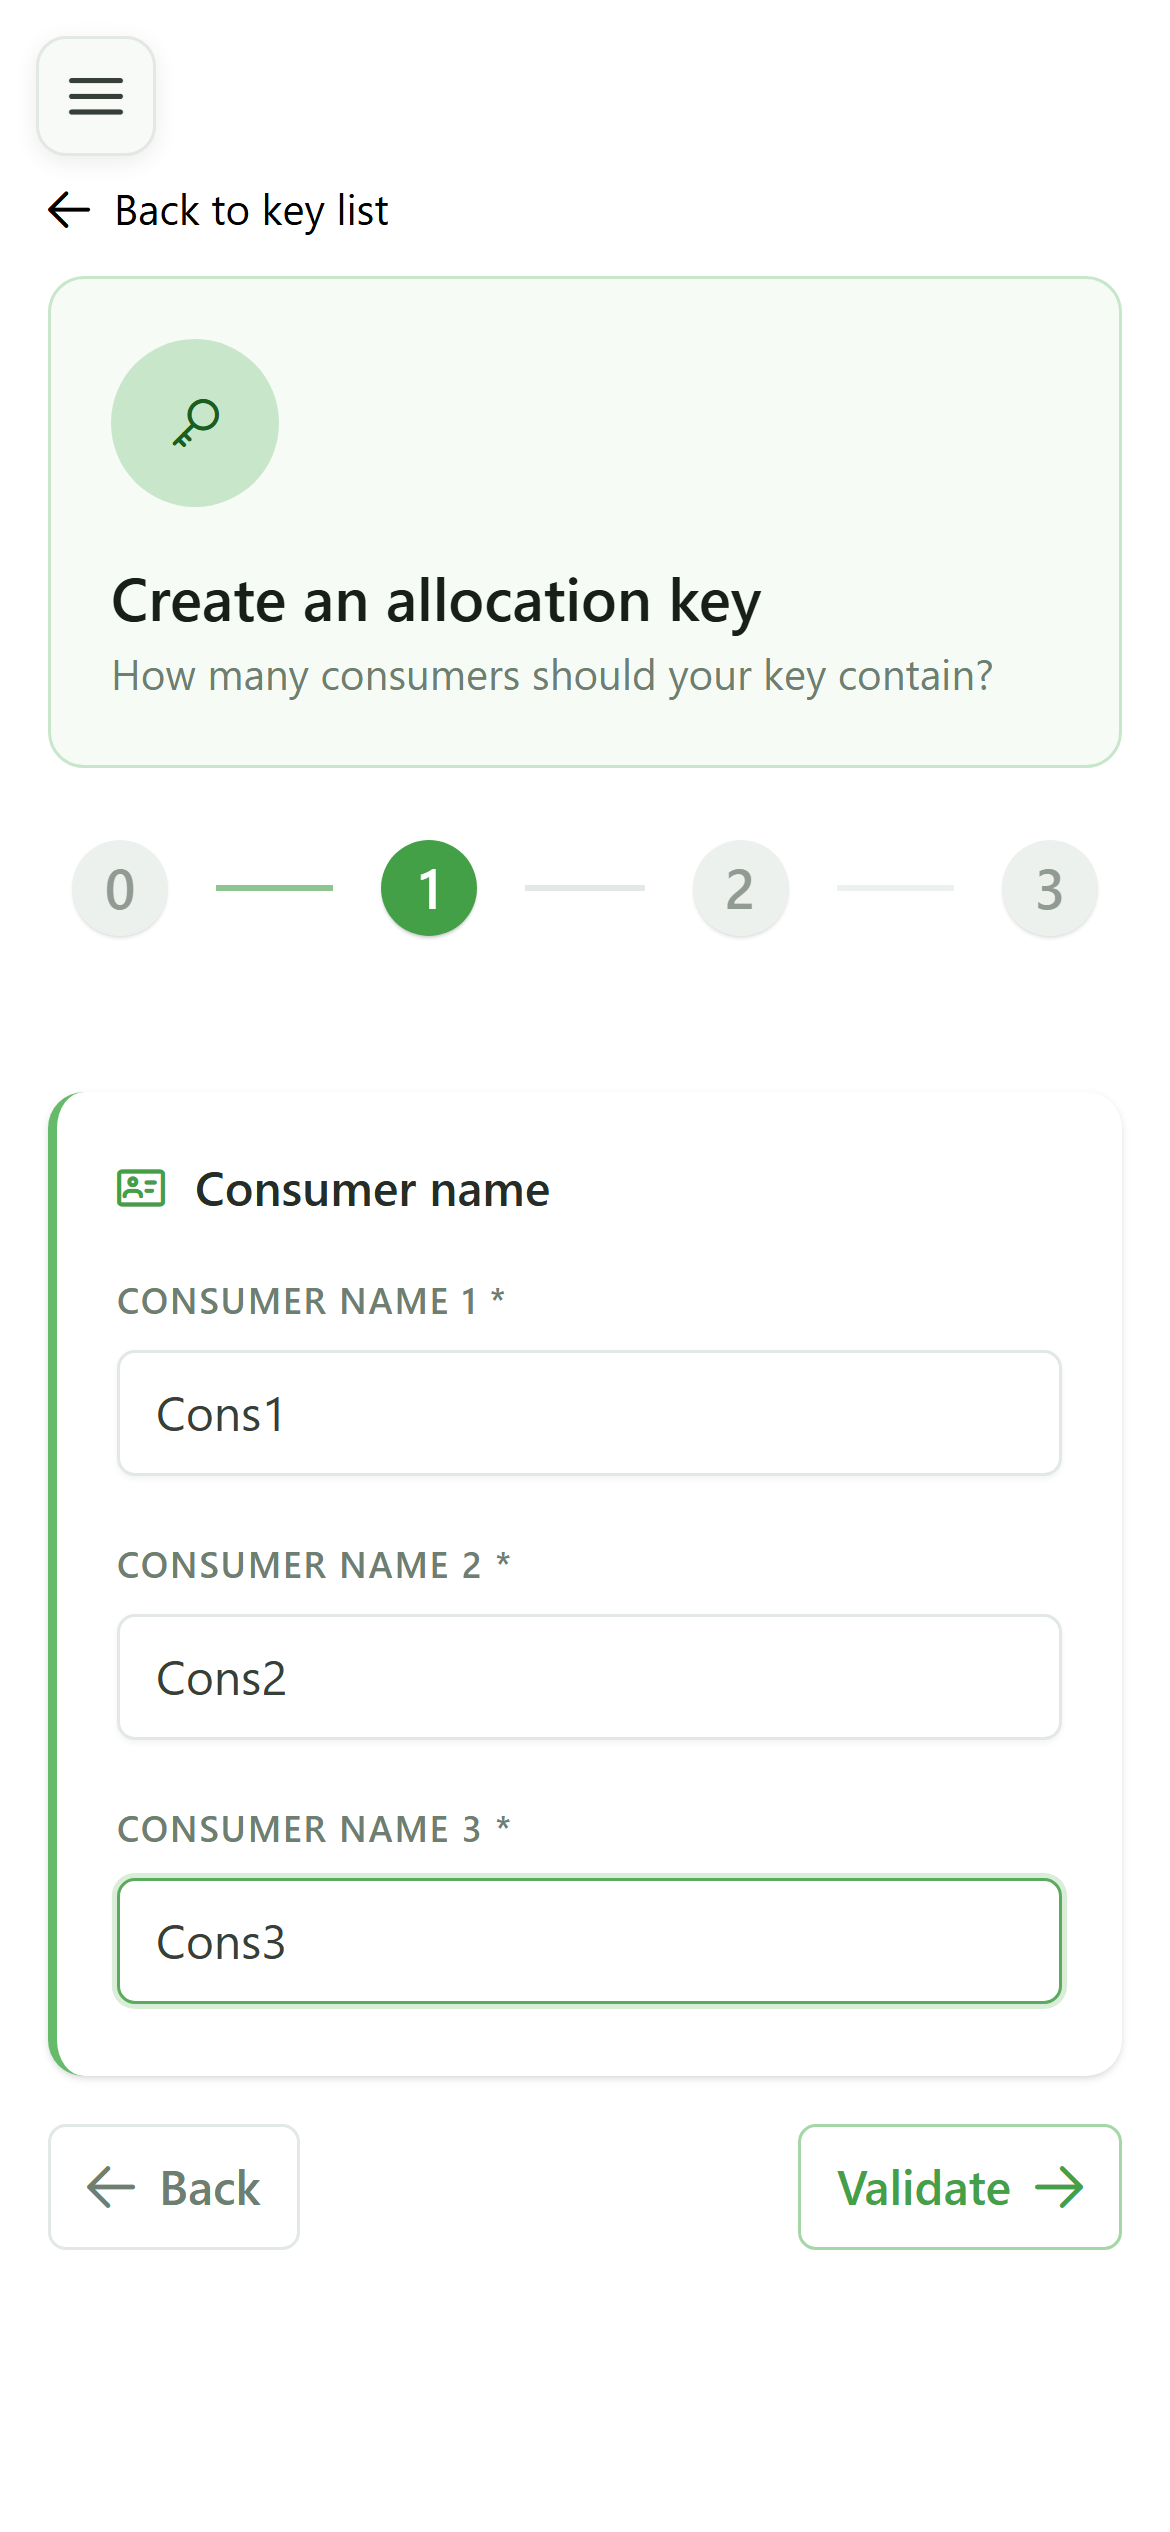 Back to key list
Create an allocation key
How many consumers should your key contain?
0 1 2 3
Consumer name
CONSUMER NAME 1 *
Cons1
CONSUMER NAME 2 *
Cons2
CONSUMER NAME 3 *
Cons3
Back Validate